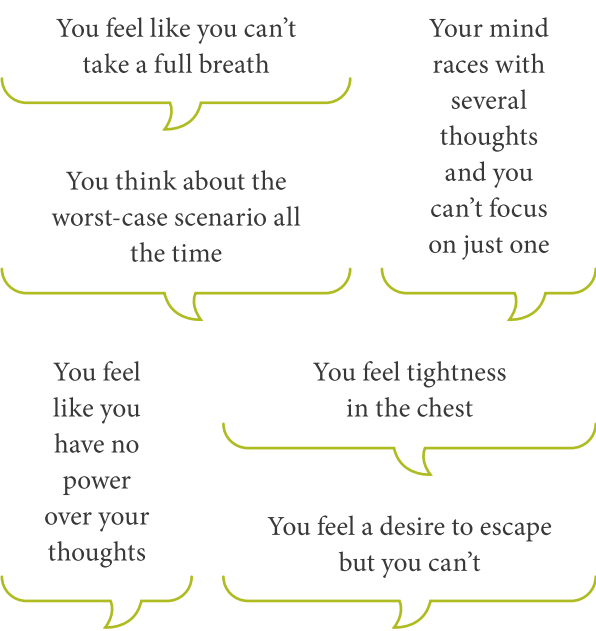 You feel like you can’t
take a full breath
Your mind
races with
several
thoughts
and you
can’t focus
on just one
You think about the
worst-case scenario all
the time
You feel
like you
have no
power
over your
thoughts
You feel tightness
in the chest
You feel a desire to escape
but you can’t